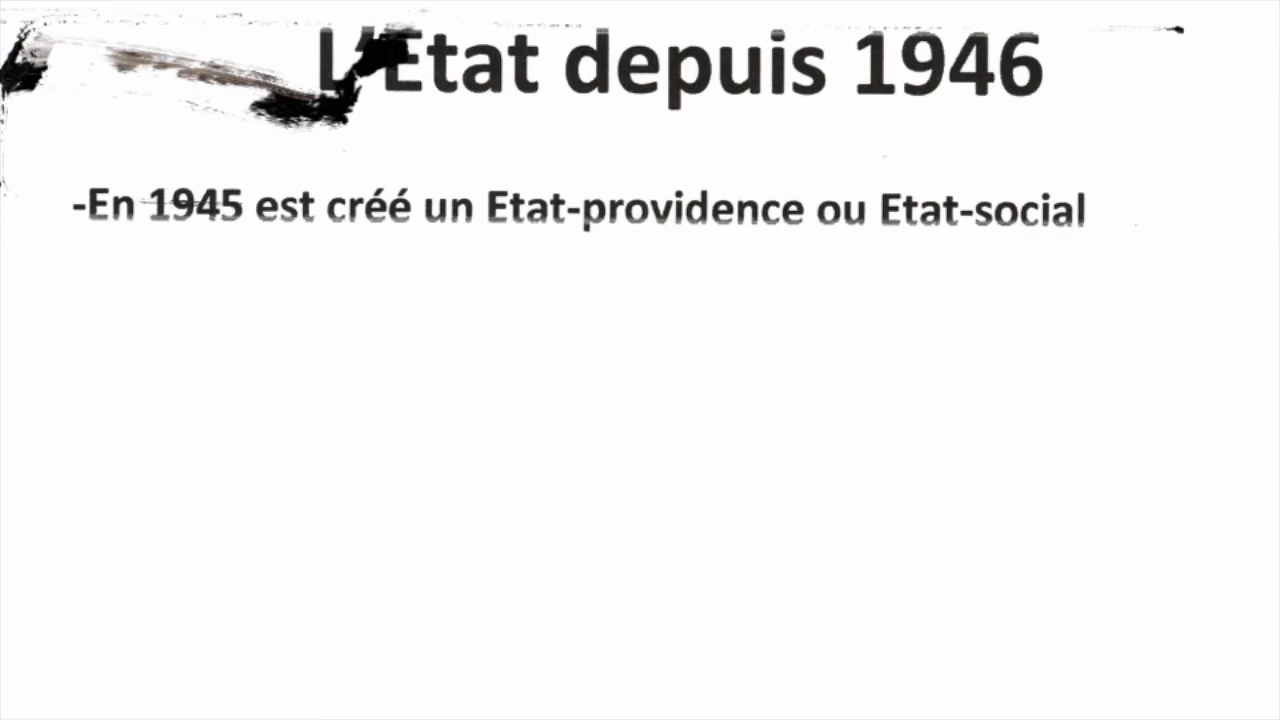 L'Etat depuis 1946
-En 1945 est créé un Etat-providence ou Etat-social